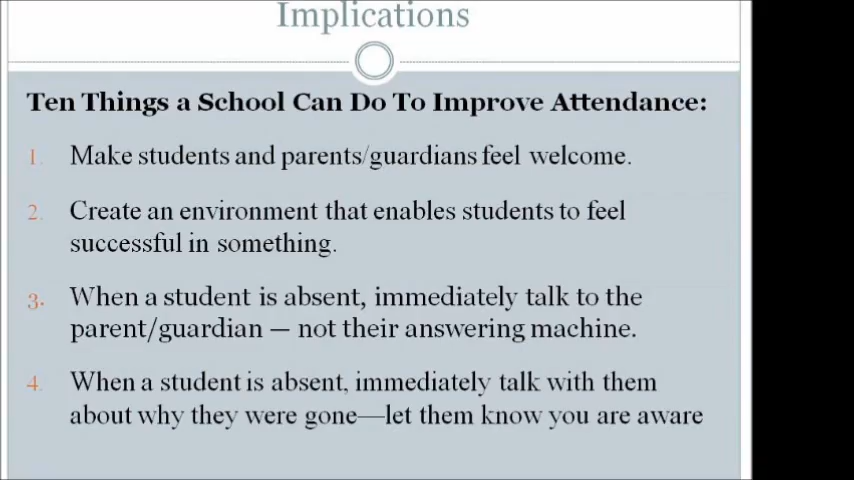 Implications
Ten Things a School Can Do To Improve Attendance:
1. Make students and parents/guardians feel welcome.
2. Create an environment that enables students to feel
successful in something.
3. When a student is absent, immediately talk to the
parent/guardian — not their answering machine.
4. When a student is absent, immediately talk with them
about why they were gone—let them know you are aware